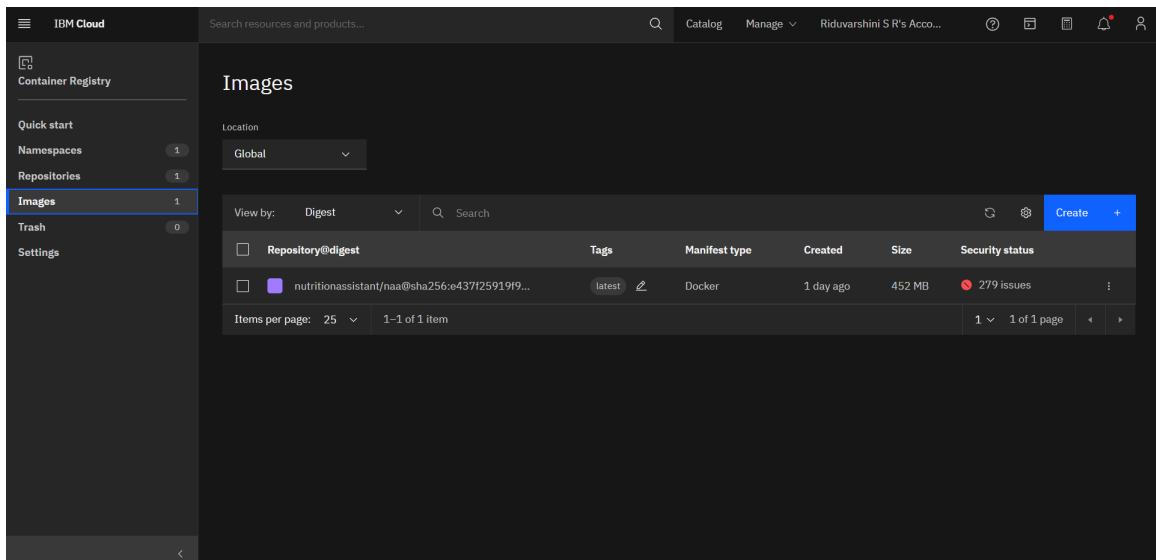 IBM Cloud
Search resources and products...
Catalog
Manage
Riduvarshini S R's Acco...
Container Registry
Quick start
Namespaces 1
Repositories 1
Images 1
Trash 0
Settings
Images
Location
Global
View by: Digest
Search
Create +
Repository@digest Tags Manifest type Created Size Security status
nutritionassistant/naa@sha256:e437f25919f9... latest Docker 1 day ago 452 MB 279 issues
Items per page: 25 1–1 of 1 item 1 1 of 1 page